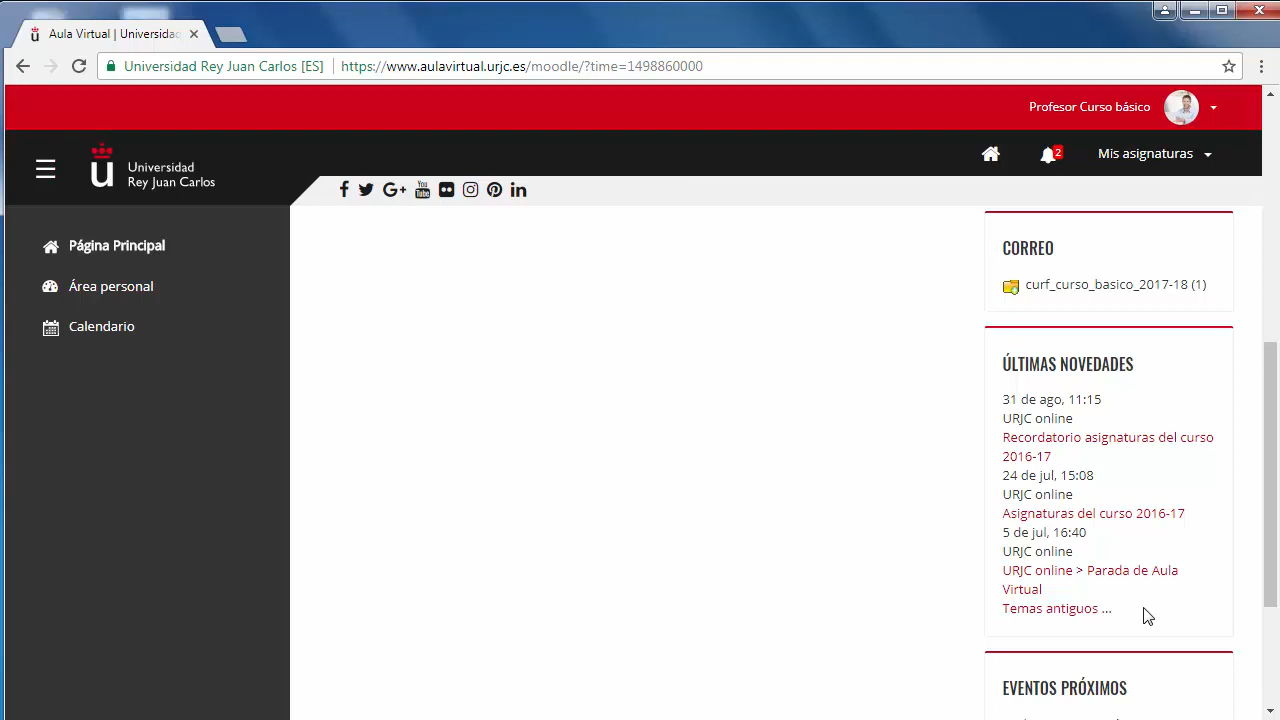 Aula Virtual | Universidad
Universidad Rey Juan Carlos [ES]
https://www.aulavirtual.urjc.es/moodle/?time=1498860000
Profesor Curso básico
Universidad
Rey Juan Carlos
2
Mis asignaturas
You
Tube
Página Principal
Área personal
Calendario
CORREO
curf_curso_basico_2017-18 (1)
ÚLTIMAS NOVEDADES
31 de ago, 11:15
URJC online
Recordatorio asignaturas del curso
2016-17
24 de jul, 15:08
URJC online
Asignaturas del curso 2016-17
5 de jul, 16:40
URJC online
URJC online > Parada de Aula
Virtual
Temas antiguos ...
EVENTOS PRÓXIMOS